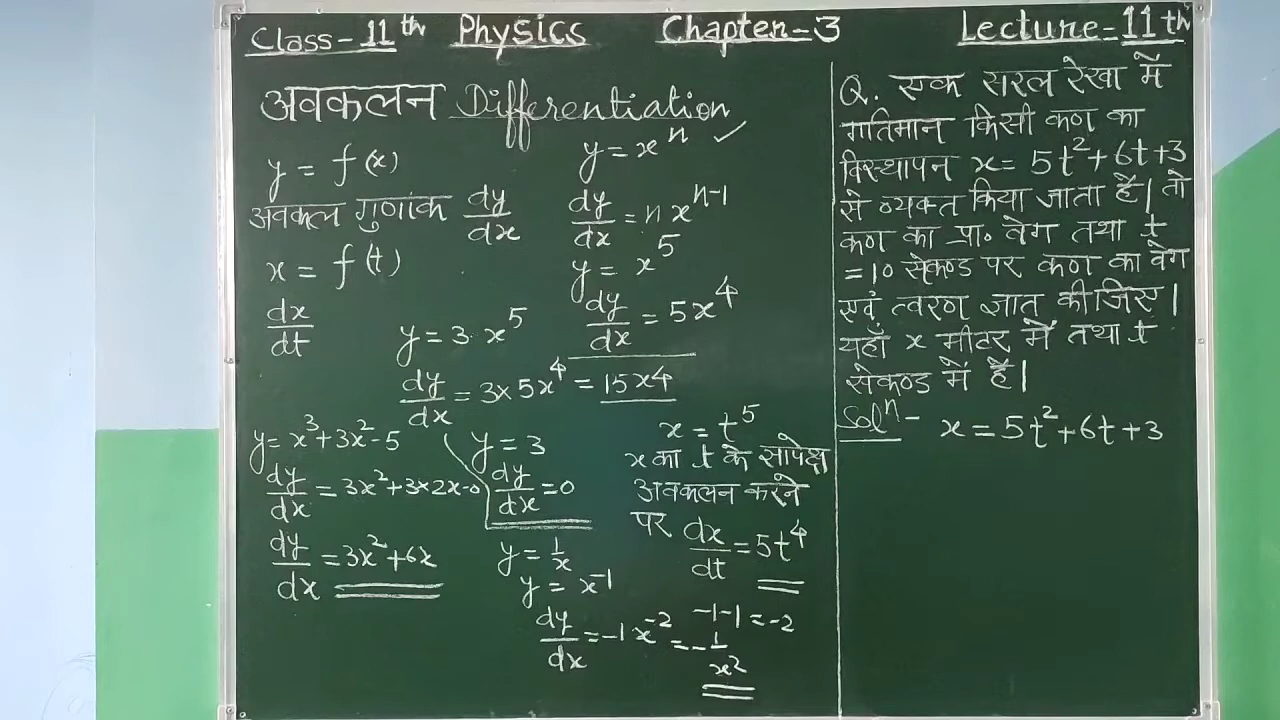 Class-11th Physics Chapter-3 Lecture-11th
अवकलन Differentiation
y = f(x)
अवकल गुणांक dy/dx
x = f(t)
dx/dt
y = xⁿ ✓
dy/dx = n xⁿ⁻¹
y = x⁵
dy/dx = 5x⁴
y = 3·x⁵
dy/dx = 3×5x⁴ = 15x4
y = x³+3x²-5
dy/dx = 3x²+3×2x-0
dy/dx = 3x²+6x
y = 3
dy/dx = 0
y = 1/x
y = x⁻¹
dy/dx = -1x⁻² = -1/x²
-1-1 = -2
x = t⁵
x का t के सापेक्ष
अवकलन करने
पर dx/dt = 5t⁴
Q. एक सरल रेखा में
गतिमान किसी कण का
विस्थापन x = 5t²+6t+3
से व्यक्त किया जाता है। तो
कण का प्रा० वेग तथा t
=10 सेकण्ड पर कण का वेग
एवं त्वरण ज्ञात कीजिए।
यहाँ x मीटर में तथा t
सेकण्ड में है।
Solⁿ- x = 5t²+6t+3